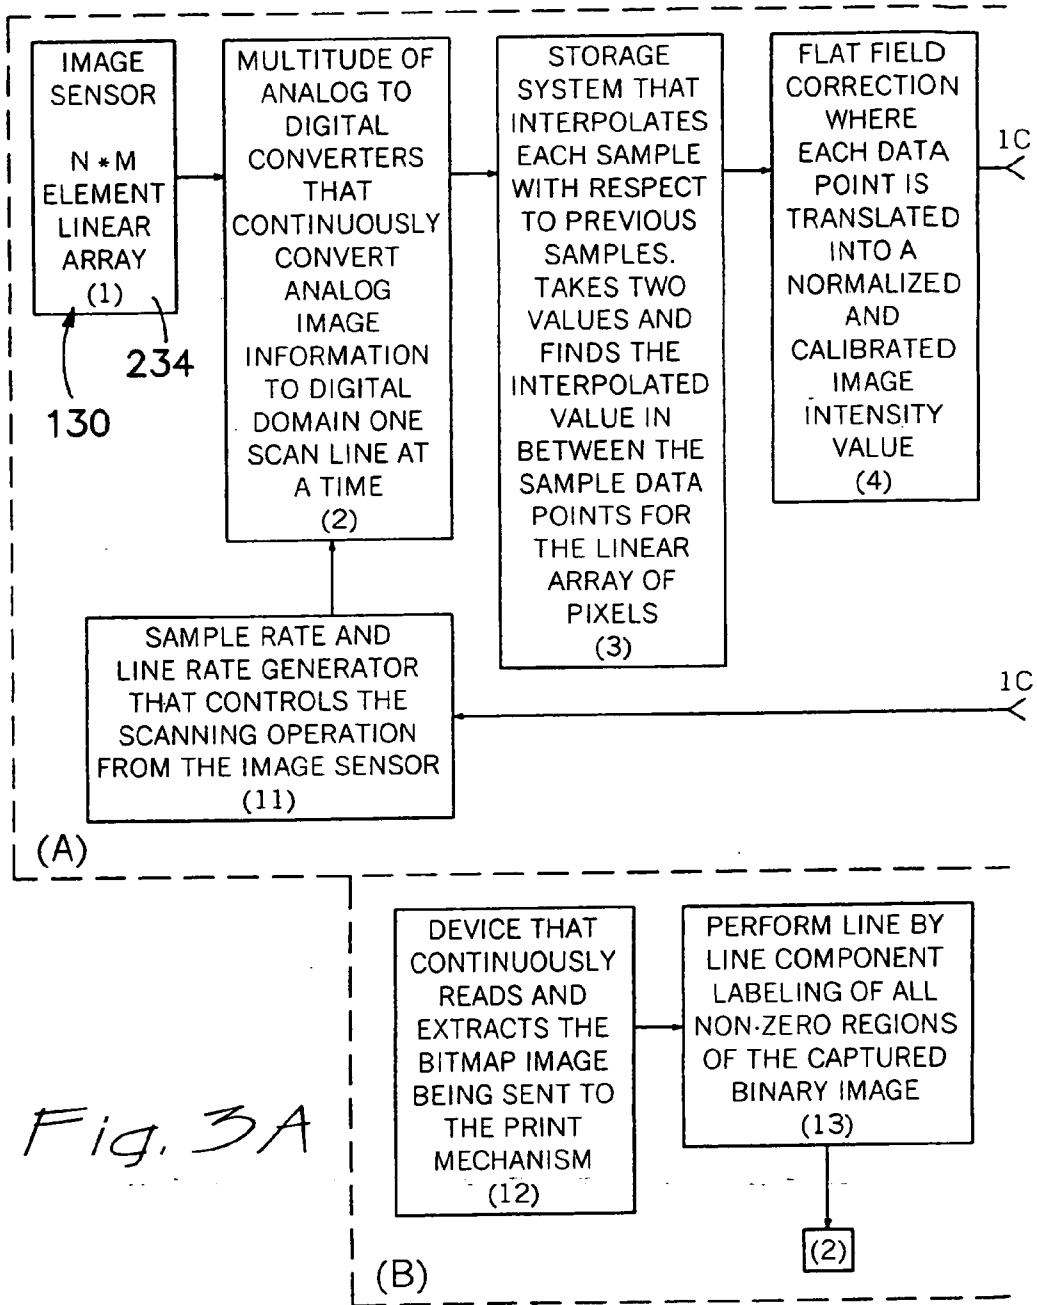 IMAGE
SENSOR
N * M
ELEMENT
LINEAR
ARRAY
(1)
234
130
MULTITUDE OF
ANALOG TO
DIGITAL
CONVERTERS
THAT
CONTINUOUSLY
CONVERT
ANALOG
IMAGE
INFORMATION
TO DIGITAL
DOMAIN ONE
SCAN LINE AT
A TIME
(2)
STORAGE
SYSTEM THAT
INTERPOLATES
EACH SAMPLE
WITH RESPECT
TO PREVIOUS
SAMPLES.
TAKES TWO
VALUES AND
FINDS THE
INTERPOLATED
VALUE IN
BETWEEN THE
SAMPLE DATA
POINTS FOR
THE LINEAR
ARRAY OF
PIXELS
(3)
FLAT FIELD
CORRECTION
WHERE
EACH DATA
POINT IS
TRANSLATED
INTO A
NORMALIZED
AND
CALIBRATED
IMAGE
INTENSITY
VALUE
(4)
1C
SAMPLE RATE AND
LINE RATE GENERATOR
THAT CONTROLS THE
SCANNING OPERATION
FROM THE IMAGE SENSOR
(11)
1C
(A)
DEVICE THAT
CONTINUOUSLY
READS AND
EXTRACTS THE
BITMAP IMAGE
BEING SENT TO
THE PRINT
MECHANISM
(12)
PERFORM LINE BY
LINE COMPONENT
LABELING OF ALL
NON-ZERO REGIONS
OF THE CAPTURED
BINARY IMAGE
(13)
(2)
(B)
Fig. 3A